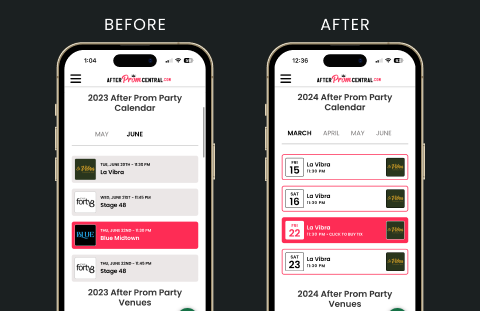 BEFORE
1:04
AFTER Prom CENTRAL.COM
2023 After Prom Party
Calendar
MAY
JUNE
TUE, JUNE 20TH - 11:30 PM
La Vibra
WED, JUNE 21ST - 11:45 PM
Stage 48
THU, JUNE 22ND - 11:30 PM
Blue Midtown
THU, JUNE 22ND - 11:45 PM
Stage 48
2023 After Prom Party
Venues
AFTER
12:36
AFTER Prom CENTRAL.COM
2024 After Prom Party
Calendar
MARCH
APRIL
MAY
JUNE
FRI
15
La Vibra
11:30 PM
SAT
16
La Vibra
11:30 PM
FRI
22
La Vibra
11:30 PM - CLICK TO BUY TIX
SAT
23
La Vibra
11:30 PM
2024 After Prom Party
Venues